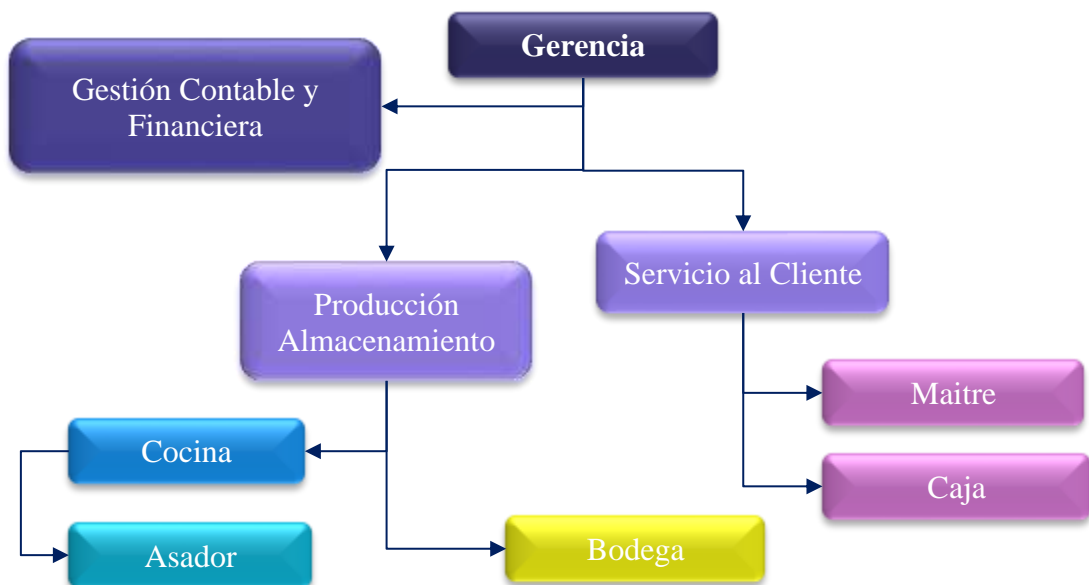 Gerencia
Gestión Contable y
Financiera
Servicio al Cliente
Producción
Almacenamiento
Maitre
Cocina
Caja
Asador
Bodega